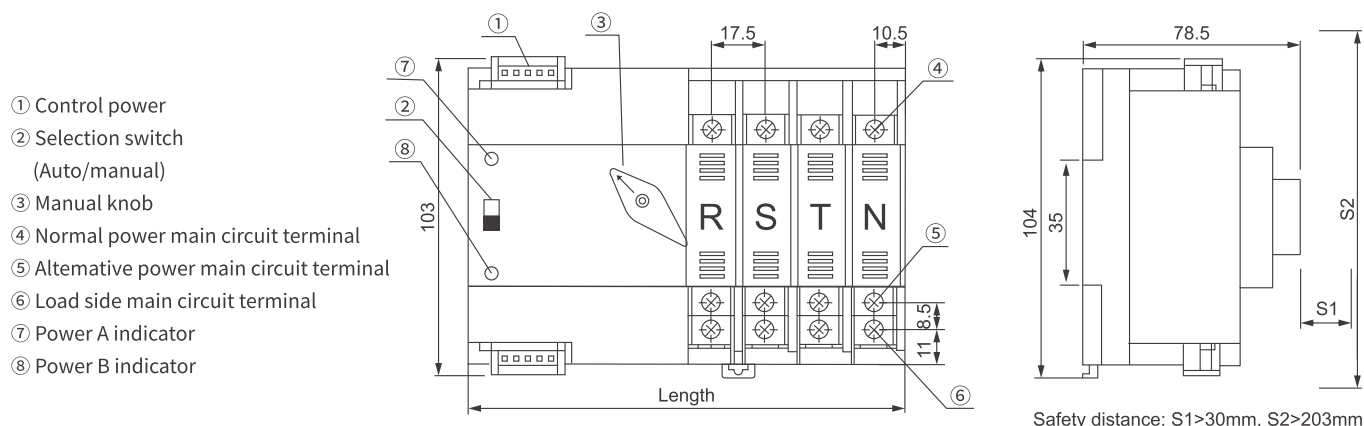 ① Control power
② Selection switch
(Auto/manual)
③ Manual knob
④ Normal power main circuit terminal
⑤ Altemative power main circuit terminal
⑥ Load side main circuit terminal
⑦ Power A indicator
⑧ Power B indicator
①
③
⑦
②
⑧
④
⑤
⑥
17.5
10.5
103
R S T N
8.5
11
Length
78.5
104
35
S1
S2
Safety distance: S1>30mm, S2>203mm